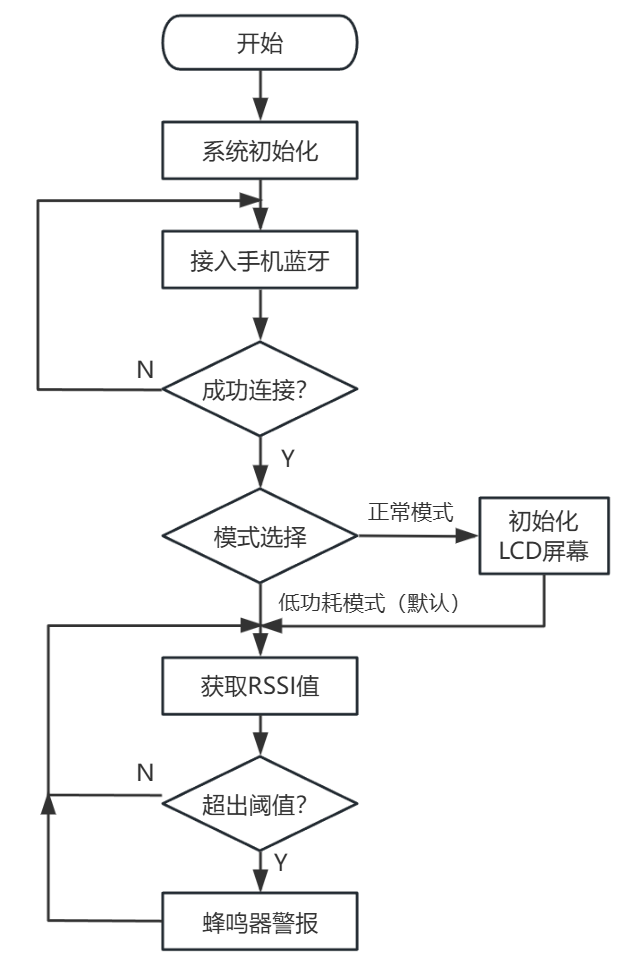 开始
系统初始化
接入手机蓝牙
N
成功连接？
Y
模式选择
正常模式
初始化
LCD屏幕
低功耗模式（默认）
获取RSSI值
N
超出阈值？
Y
蜂鸣器警报